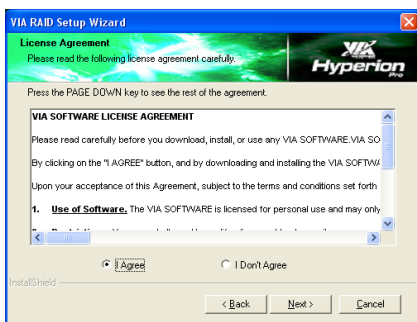 VIA RAID Setup Wizard
License Agreement
Please read the following license agreement carefully.
VIA
Hyperion
Pro
Press the PAGE DOWN key to see the rest of the agreement.
VIA SOFTWARE LICENSE AGREEMENT
Please read carefully before you download, install, or use any VIA SOFTWARE.VIA SO
By clicking on the "I AGREE" button, and by downloading and installing the VIA SOFTWA
Upon your acceptance of this Agreement, subject to the terms and conditions set forth
1. Use of Software. The VIA SOFTWARE is licensed for personal use and may only
I Agree
I Don't Agree
InstallShield
< Back
Next >
Cancel